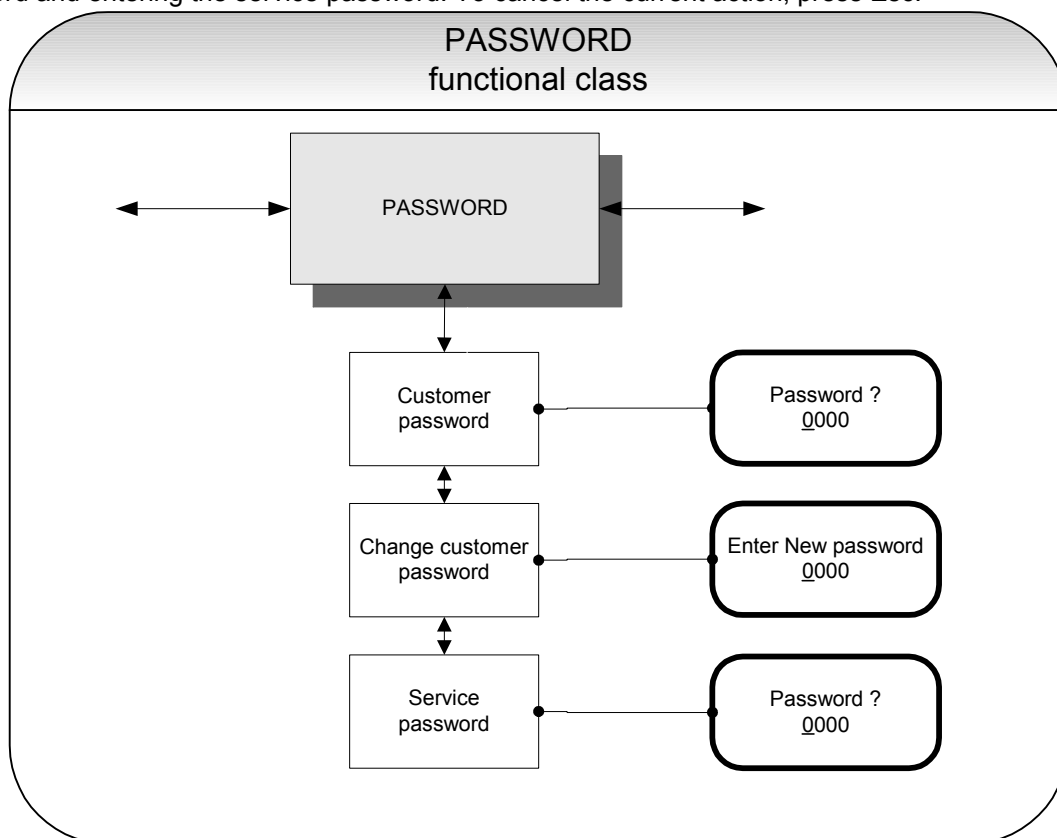 and entering the service password. To cancel the current action, press Esc.
PASSWORD
functional class
PASSWORD
Customer
password
Password ?
0000
Change customer
password
Enter New password
0000
Service
password
Password ?
0000